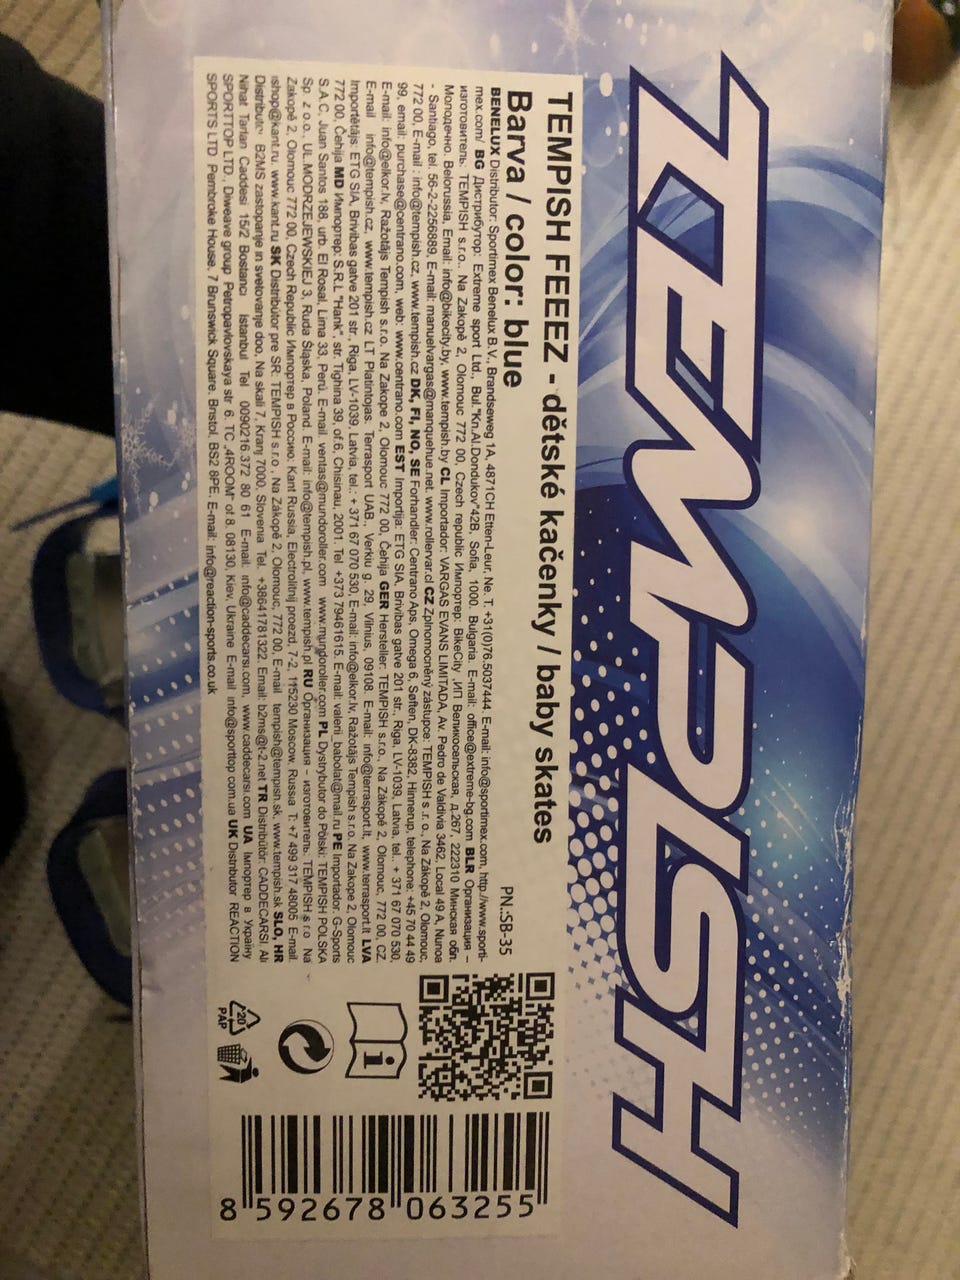 TEMPISH
TEMPISH FEEEZ - dětské kačenky / baby skates
Barva / color: blue
PN.:5B-35
BENELUX Distributor: Sportimex Benelux B.V., Brandseweg 1A, 4871CH Etten-Leur, Ne. T. +31(0)76.5037444. E-mail: info@sportimex.com, http.//www.sporti-
mex.com/ BG Дистрибутор: Extreme sport Ltd., Bul."Kn.Al.Dondukov"42B, Sofia, 1000. Bulgaria. E-mail: office@extreme-bg.com BLR Организация –
изготовитель: TEMPISH s.r.o.. Na Zakopě 2, Olomouc 772 00, Czech republic Импортер: BikeCity ,ИП Великосельская, д.267, 222310 Минская обл.
Молодечно: Belorussia, Email: info@bikecity.by, www.tempish.by CL Importador: VARGAS EVANS LIMITADA, Av. Pedro de Valdivia 3462, Local 49 A, Nunoa
- Santiago, tel. 56-2-2256889, E-mail: manuelvargas@manquehue.net. www.rollervar.cl CZ Zplnomocněný zástupce: TEMPISH s. r. o., Na Zákopě 2, Olomouc,
772 00, E-mail : info@tempish.cz, www.tempish.cz DK, FI, NO, SE Forhandler: Centrano Aps, Omega 6, Søften, DK-8382, Hinnerup, telephone: +45 70 44 49
99, email: purchase@centrano.com, web: www.centrano.com EST Importija: ETG SIA, Brivibas gatve 201 str., Riga, LV-1039, Latvia, tel.. + 371 67 070 530,
E-mail: info@elkor.lv, Ražotājs Tempish s.r.o. Na Zakope 2, Olomouc 772 00, Čehija GER Hersteller: TEMPISH s.r.o., Na Zákopě 2, Olomouc, 772 00, CZ.
E-mail info@tempish.cz, www.tempish.cz LT Platintojas. Terrasport UAB., Verkiu g. 29, Vilnius, 09108. E-mail: info@terrasport.lt, www.terrasport.lt LVA
Importētājs: ETG SIA, Brivibas gatve 201 str, Riga, LV-1039, Latvia, tel.: + 371 67 070 530, E-mail: info@elkor.lv, Ražotājs Tempish s.r.o. Na Zakope 2, Olomouc
772 00, Čehija MD Импортер: S.R.L "Hank", str. Tighina 39, of.6, Chisinau, 2001. Tel +373 79461615. E-mail: valerii babolat@mail.ru PE Importador. G-Sports
S.A.C. Juan Santos 188, urb. El Rosal, Lima 33, Perú. E-mail ventas@mundoroller.com www.mundoroller.com PL Dystrybutor do Polski: TEMPISH POLSKA
Sp. z o.o., UL. MODRZEJEWSKIEJ 3, Ruda Śląska, Poland. E-mail: info@tempish.pl, www.tempish.pl RU Организация – изготовитель: TEMPISH s r o Na
Zakopě 2, Olomouc 772 00, Czech Republic Импортер в Россию: Kant Russia, Electrolitnij proezd, 7-2, 115230 Moscow, Russia T: +7 499 317 48005 E-mail.
ishop@kant.ru www.kant.ru SK Distribútor pre SR. TEMPISH s.r.o , Na Zákopě 2, Olomouc, 772 00, E-mail tempish@tempish.sk, www.tempish.sk SLO, HR
B2MS zastopanje in svetovanje doo, Na skali 7, Kranj 7000, Slovenia Tel. +38641781322. Email: b2ms@t-2.net TR Distribütör: CADDECARSI. Ali
Nihat Tarlan Caddesi 15/2 Bostanci Istanbul Tel 0090216 372 80 61 E-mail: info@caddecarsi.com, www.caddecarsi.com UA Імпортер в Україну
SPORTTOP LTD., Diweave group Petropavlovskaya str 6. TC „4ROOM" of 8, 08130, Kiev, Ukraine E-mail info@sporttop com.ua UK Distributor REACTION
SPORTS LTD Pembroke House, 7 Brunswick Square, Bristol, BS2 8PE, E-mail: info@reaction-sports.co.uk
20
PAP
8 592678 063255